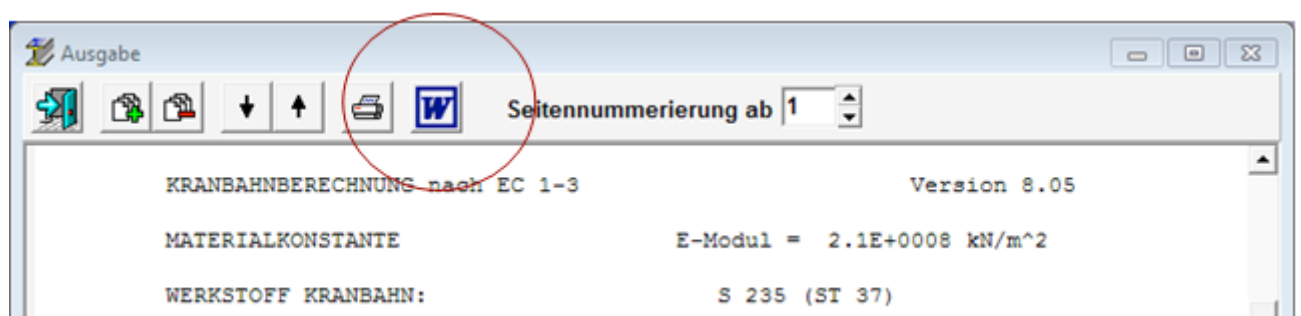 Ausgabe
W Seitennummerierung ab 1
KRANBAHNBERECHNUNG nach EC 1-3 Version 8.05
MATERIALKONSTANTE E-Modul = 2.1E+0008 kN/m^2
WERKSTOFF KRANBAHN: S 235 (ST 37)